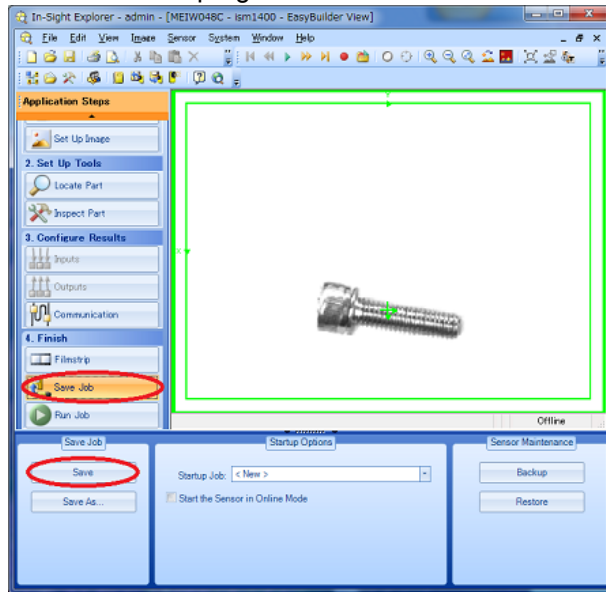 In-Sight Explorer - admin - [MEIW048C - ism1400 - EasyBuilder View]
File Edit View Image Sensor System Window Help
Application Steps
Set Up Image
2. Set Up Tools
Locate Part
Inspect Part
3. Configure Results
Inputs
Outputs
Communication
4. Finish
Filmstrip
Save Job
Run Job
Offline
Save Job
Startup Options
Sensor Maintenance
Save
Startup Job: < New >
Backup
Save As...
Start the Sensor in Online Mode
Restore